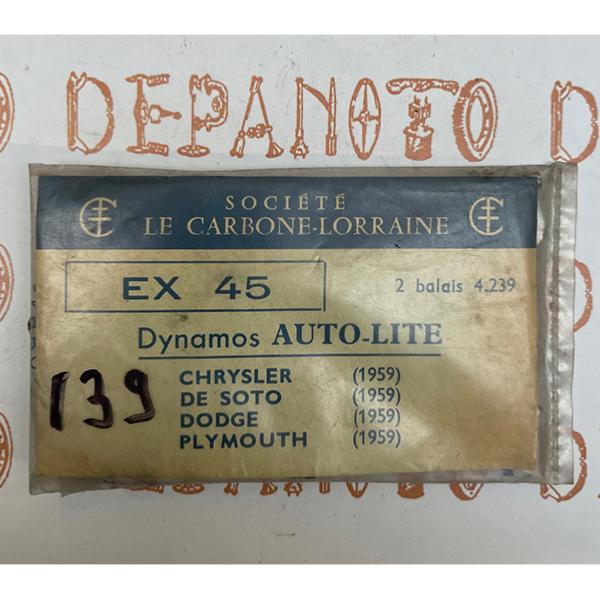 DEPANOTO D
SOCIÉTÉ
LE CARBONE-LORRAINE
EX 45
2 balais 4.239
Dynamos AUTO-LITE
139
CHRYSLER (1959)
DE SOTO (1959)
DODGE (1959)
PLYMOUTH (1959)